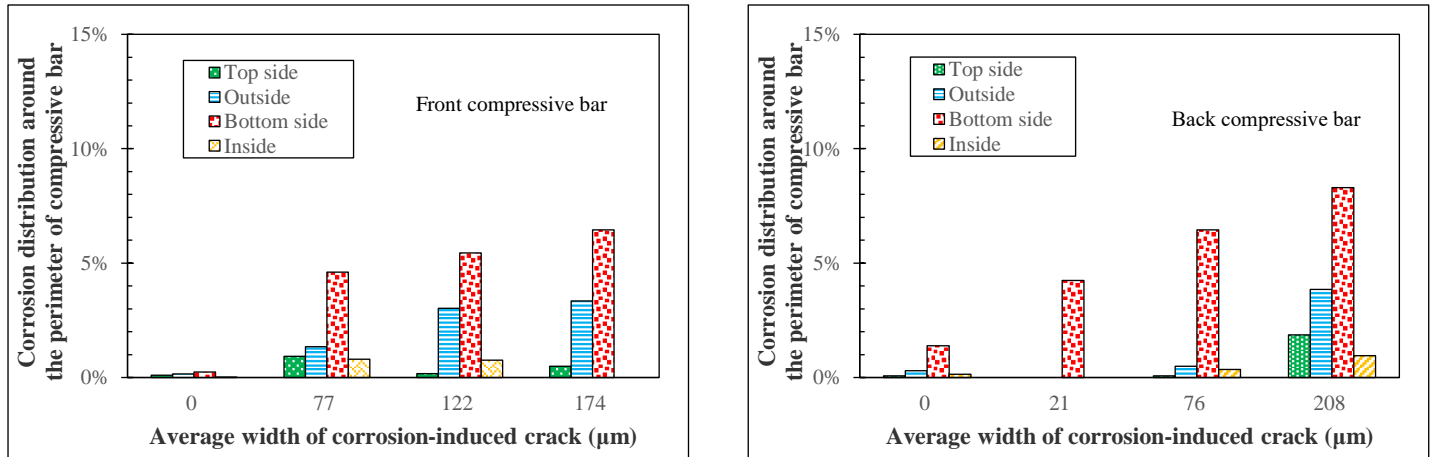 Corrosion distribution around
the perimeter of compressive bar
15%
10%
5%
0%
Top side
Outside
Bottom side
Inside
Front compressive bar
0 77 122 174
Average width of corrosion-induced crack (μm)
Corrosion distribution around
the perimeter of compressive bar
15%
10%
5%
0%
Top side
Outside
Bottom side
Inside
Back compressive bar
0 21 76 208
Average width of corrosion-induced crack (μm)